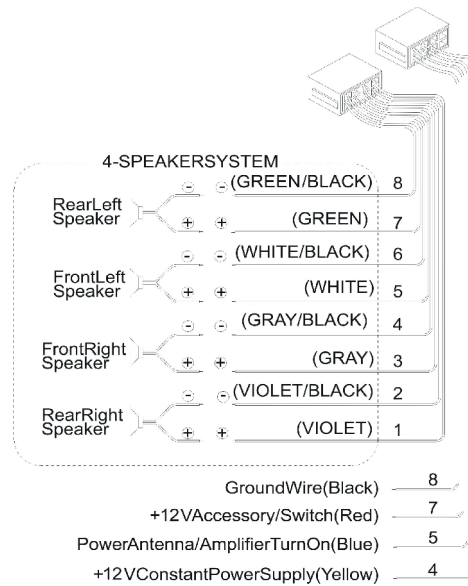 4-SPEAKERSYSTEM
RearLeft
Speaker
- - (GREEN/BLACK) 8
+ + (GREEN) 7
FrontLeft
Speaker
- - (WHITE/BLACK) 6
+ + (WHITE) 5
FrontRight
Speaker
- - (GRAY/BLACK) 4
+ + (GRAY) 3
RearRight
Speaker
- - (VIOLET/BLACK) 2
+ + (VIOLET) 1
GroundWire(Black) 8
+12VAccessory/Switch(Red) 7
PowerAntenna/AmplifierTurnOn(Blue) 5
+12VConstantPowerSupply(Yellow) 4